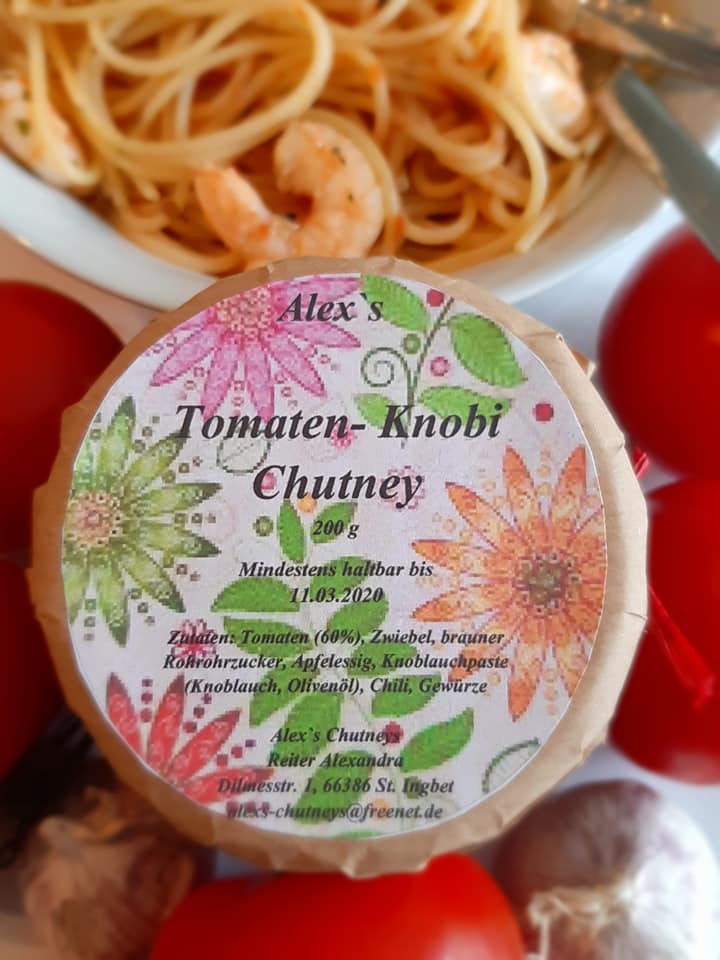 Alex`s
Tomaten- Knobi
Chutney
200 g
Mindestens haltbar bis
11.03.2020
Zutaten: Tomaten (60%), Zwiebel, brauner
Rohrohrzucker, Apfelessig, Knoblauchpaste
(Knoblauch, Olivenöl), Chili, Gewürze
Alex`s Chutneys
Reiter Alexandra
Dilmesstr. 1, 66386 St. Ingbet
alexs-chutneys@freenet.de